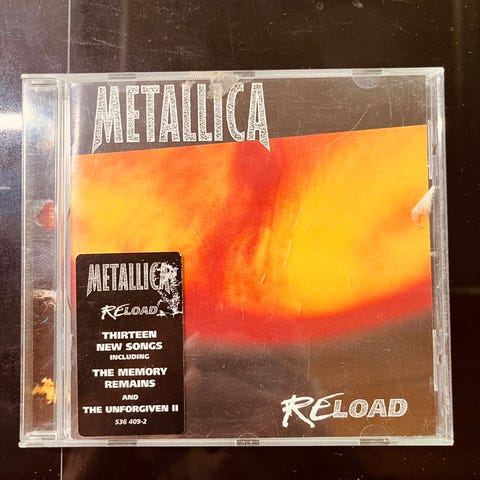 METALLICA
METALLICA
RELOAD
THIRTEEN
NEW SONGS
INCLUDING
THE MEMORY
REMAINS
AND
THE UNFORGIVEN II
536 409-2
RELOAD